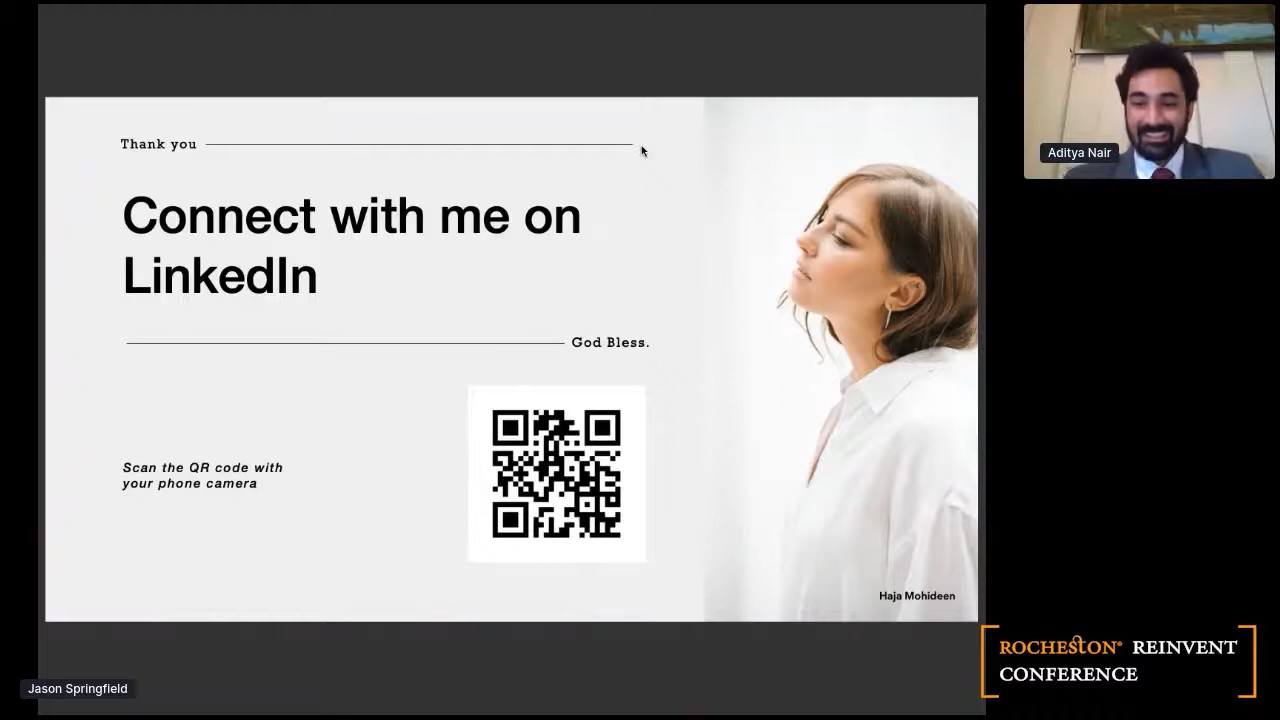 Thank you
Connect with me on
LinkedIn
God Bless.
Scan the QR code with
your phone camera
Haja Mohideen
Aditya Nair
Jason Springfield
ROCHESTON® REINVENT
CONFERENCE